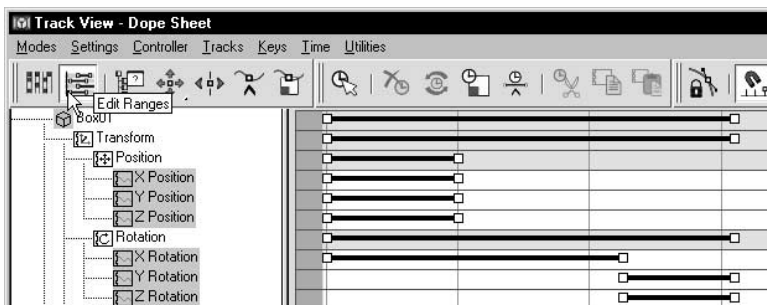 Track View - Dope Sheet
Modes Settings Controller Tracks Keys Time Utilities
Edit Ranges
Box01
Transform
Position
X Position
Y Position
Z Position
Rotation
X Rotation
Y Rotation
Z Rotation